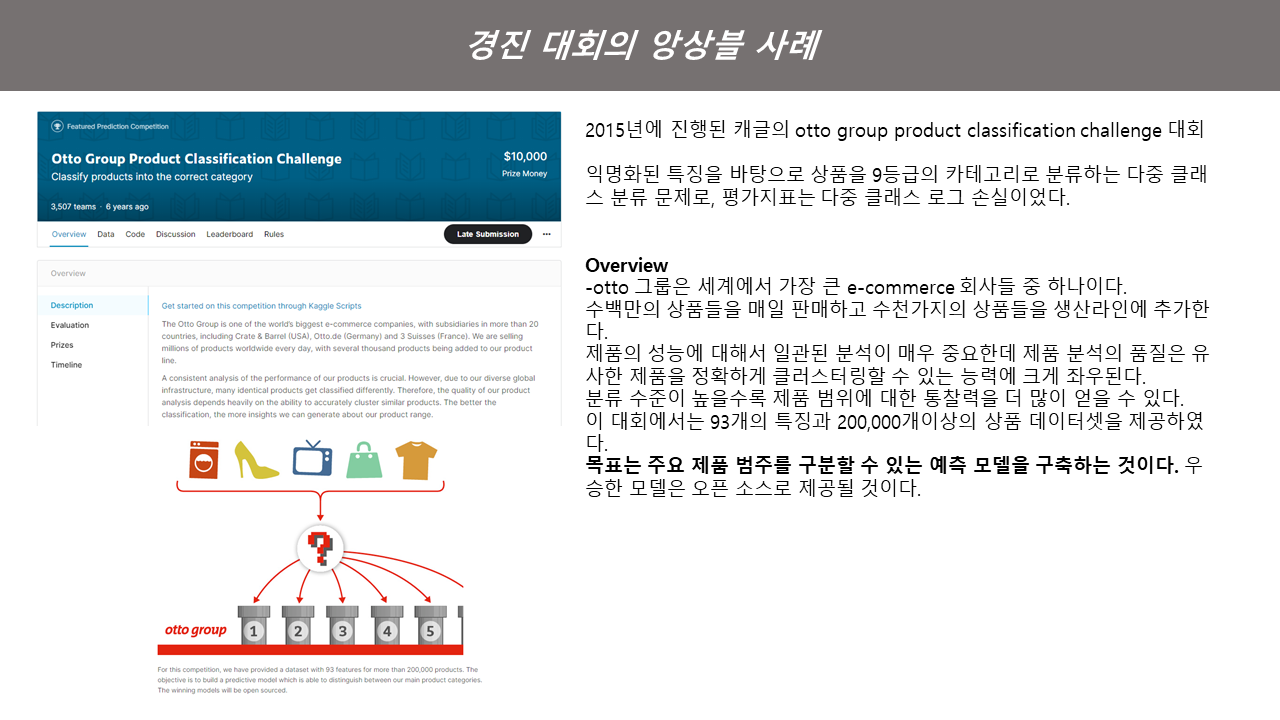 경진 대회의 앙상블 사례
Featured Prediction Competition
Otto Group Product Classification Challenge
Classify products into the correct category
$10,000
Prize Money
3,507 teams · 6 years ago
Overview Data Code Discussion Leaderboard Rules Late Submission ...
Overview
Description
Evaluation
Prizes
Timeline
Get started on this competition through Kaggle Scripts
The Otto Group is one of the world's biggest e-commerce companies, with subsidiaries in more than 20
countries, including Crate & Barrel (USA), Otto.de (Germany) and 3 Suisses (France). We are selling
millions of products worldwide every day, with several thousand products being added to our product
line.
A consistent analysis of the performance of our products is crucial. However, due to our diverse global
infrastructure, many identical products get classified differently. Therefore, the quality of our product
analysis depends heavily on the ability to accurately cluster similar products. The better the
classification, the more insights we can generate about our product range.
?
otto group 1 2 3 4 5
For this competition, we have provided a dataset with 93 features for more than 200,000 products. The
objective is to build a predictive model which is able to distinguish between our main product categories.
The winning models will be open sourced.
2015년에 진행된 캐글의 otto group product classification challenge 대회
익명화된 특징을 바탕으로 상품을 9등급의 카테고리로 분류하는 다중 클래
스 분류 문제로, 평가지표는 다중 클래스 로그 손실이었다.
Overview
-otto 그룹은 세계에서 가장 큰 e-commerce 회사들 중 하나이다.
수백만의 상품들을 매일 판매하고 수천가지의 상품들을 생산라인에 추가한
다.
제품의 성능에 대해서 일관된 분석이 매우 중요한데 제품 분석의 품질은 유
사한 제품을 정확하게 클러스터링할 수 있는 능력에 크게 좌우된다.
분류 수준이 높을수록 제품 범위에 대한 통찰력을 더 많이 얻을 수 있다.
이 대회에서는 93개의 특징과 200,000개이상의 상품 데이터셋을 제공하였
다.
목표는 주요 제품 범주를 구분할 수 있는 예측 모델을 구축하는 것이다. 우
승한 모델은 오픈 소스로 제공될 것이다.